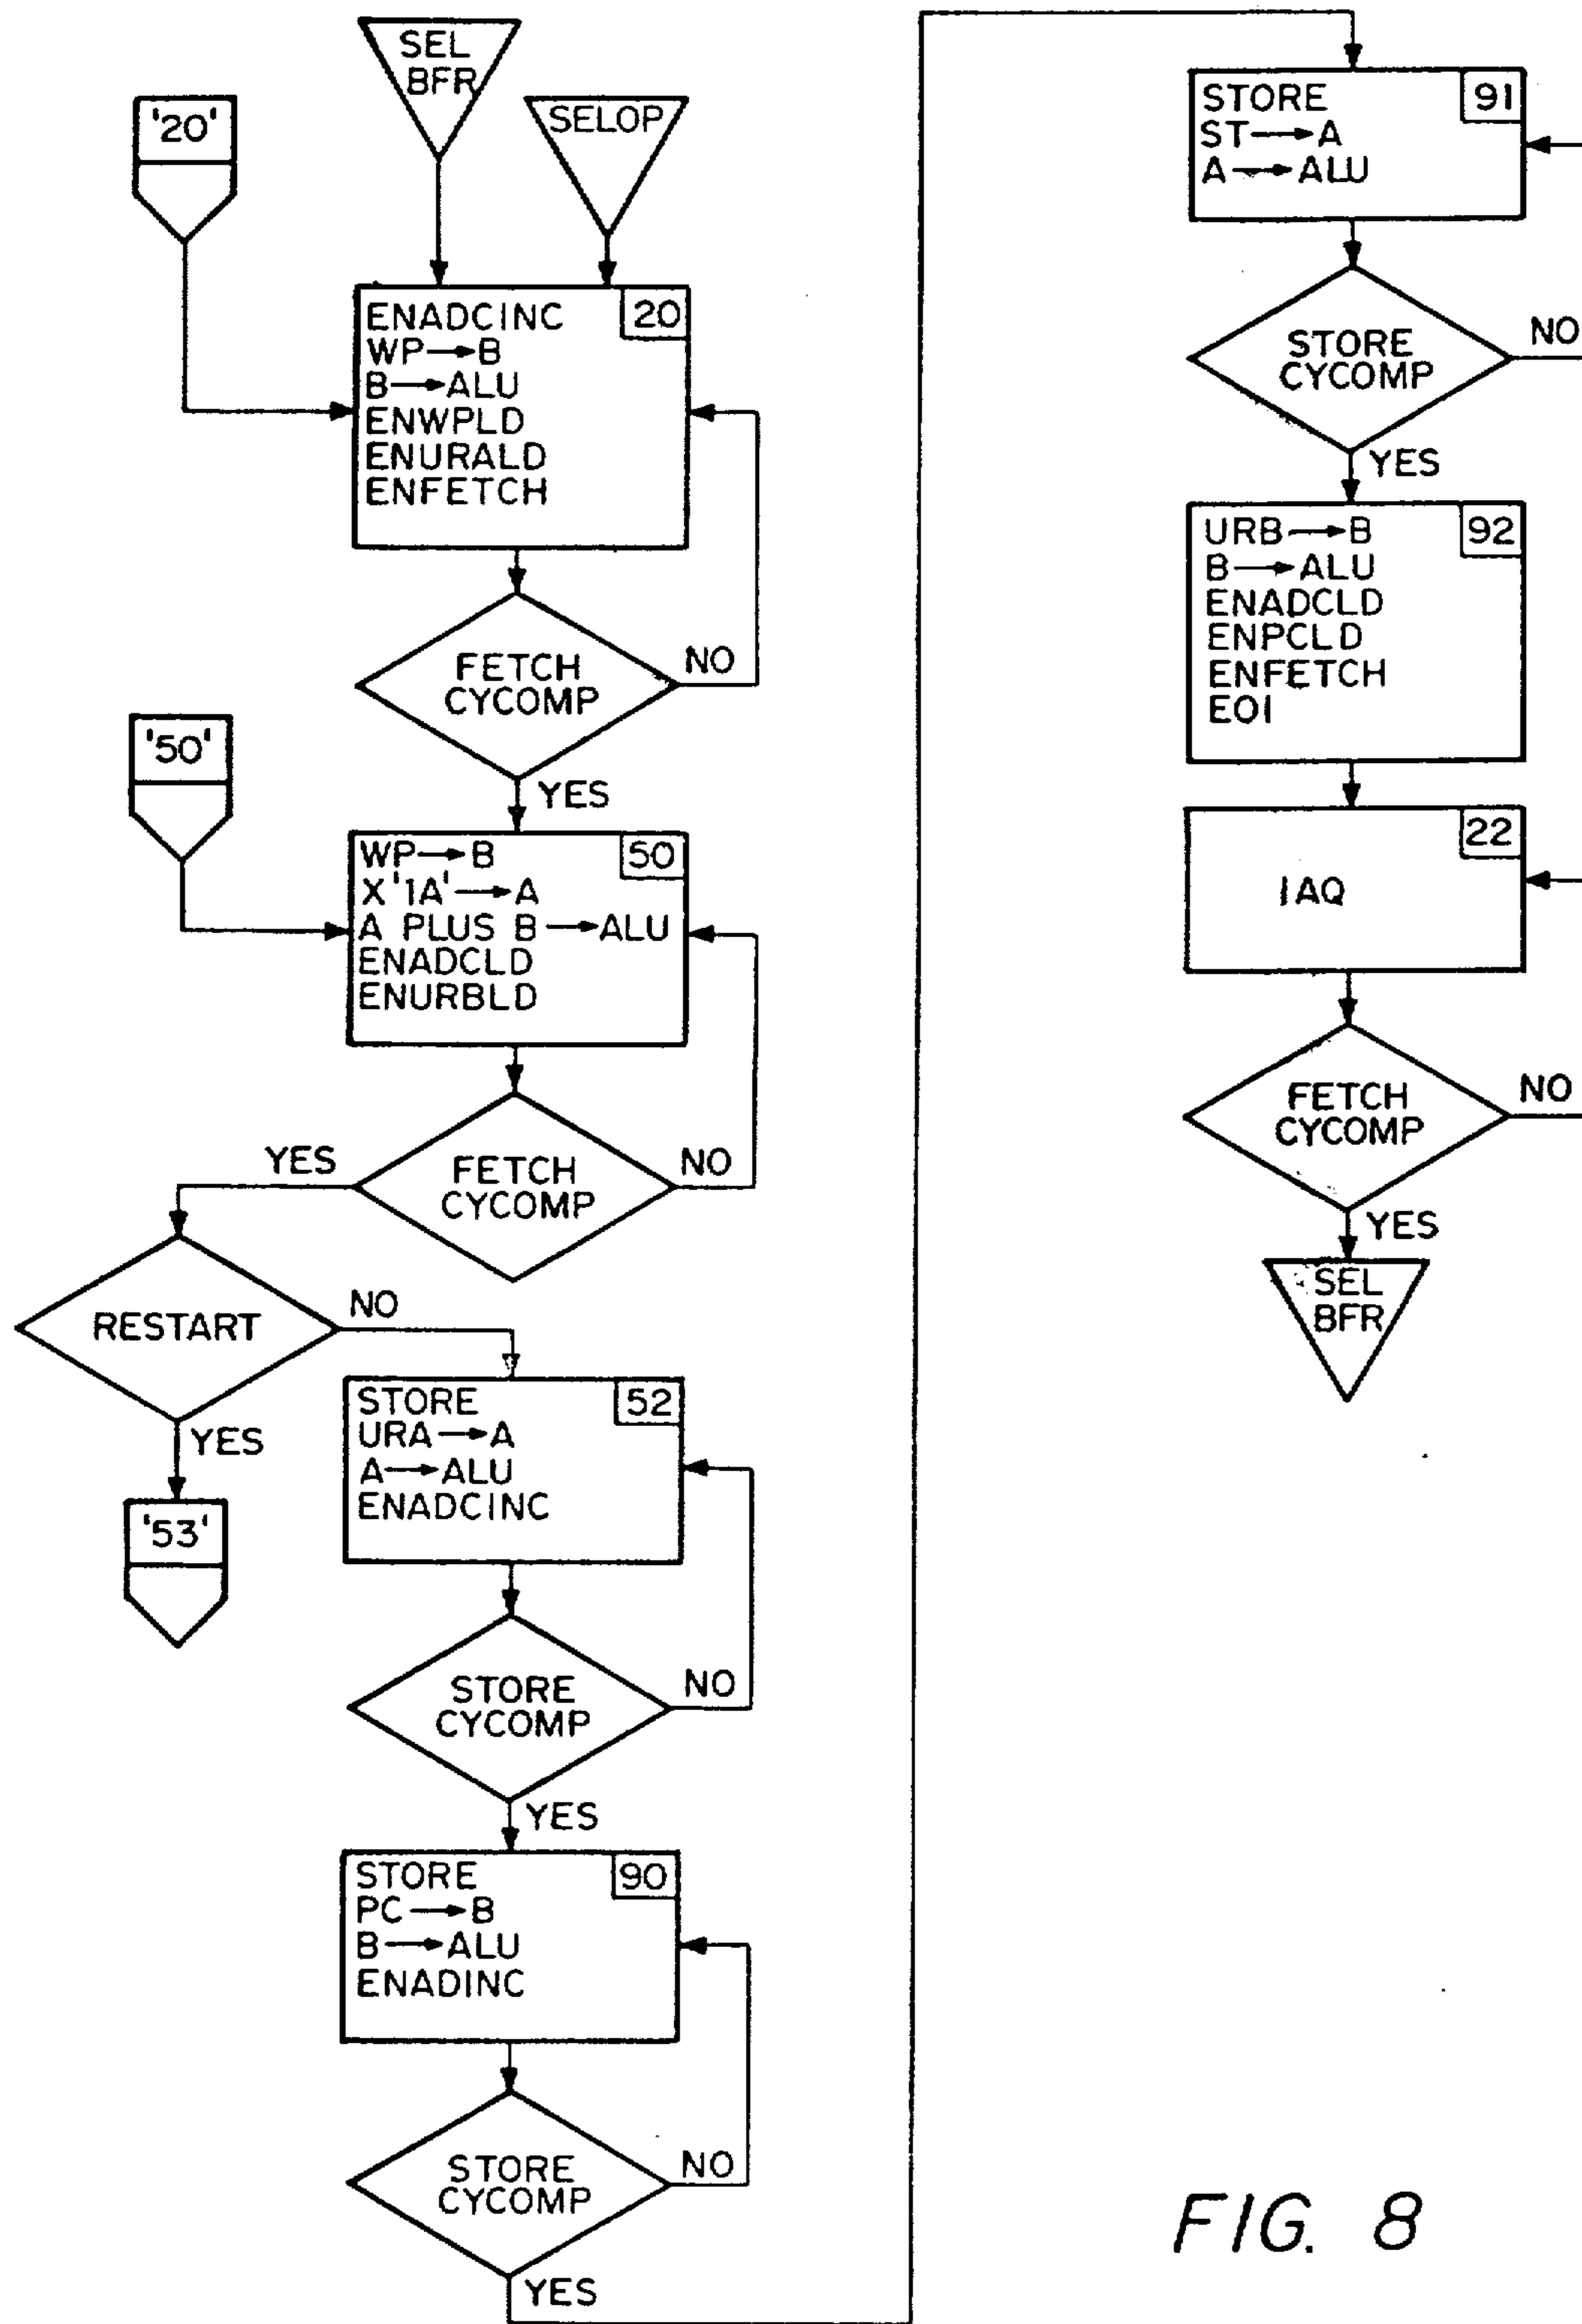 SEL
BFR
SELOP
'20'
20
ENADCINC
WP→B
B→ALU
ENWPLD
ENURALD
ENFETCH
FETCH
CYCOMP
NO
YES
'50'
50
WP→B
X'1A'→A
A PLUS B→ALU
ENADCLD
ENURBLD
FETCH
CYCOMP
YES
NO
RESTART
NO
YES
'53'
52
STORE
URA→A
A→ALU
ENADCINC
STORE
CYCOMP
NO
YES
90
STORE
PC→B
B→ALU
ENADINC
STORE
CYCOMP
NO
YES
91
STORE
ST→A
A→ALU
STORE
CYCOMP
NO
YES
92
URB→B
B→ALU
ENADCLD
ENPCLD
ENFETCH
EOI
22
IAQ
FETCH
CYCOMP
NO
YES
SEL
BFR
FIG. 8